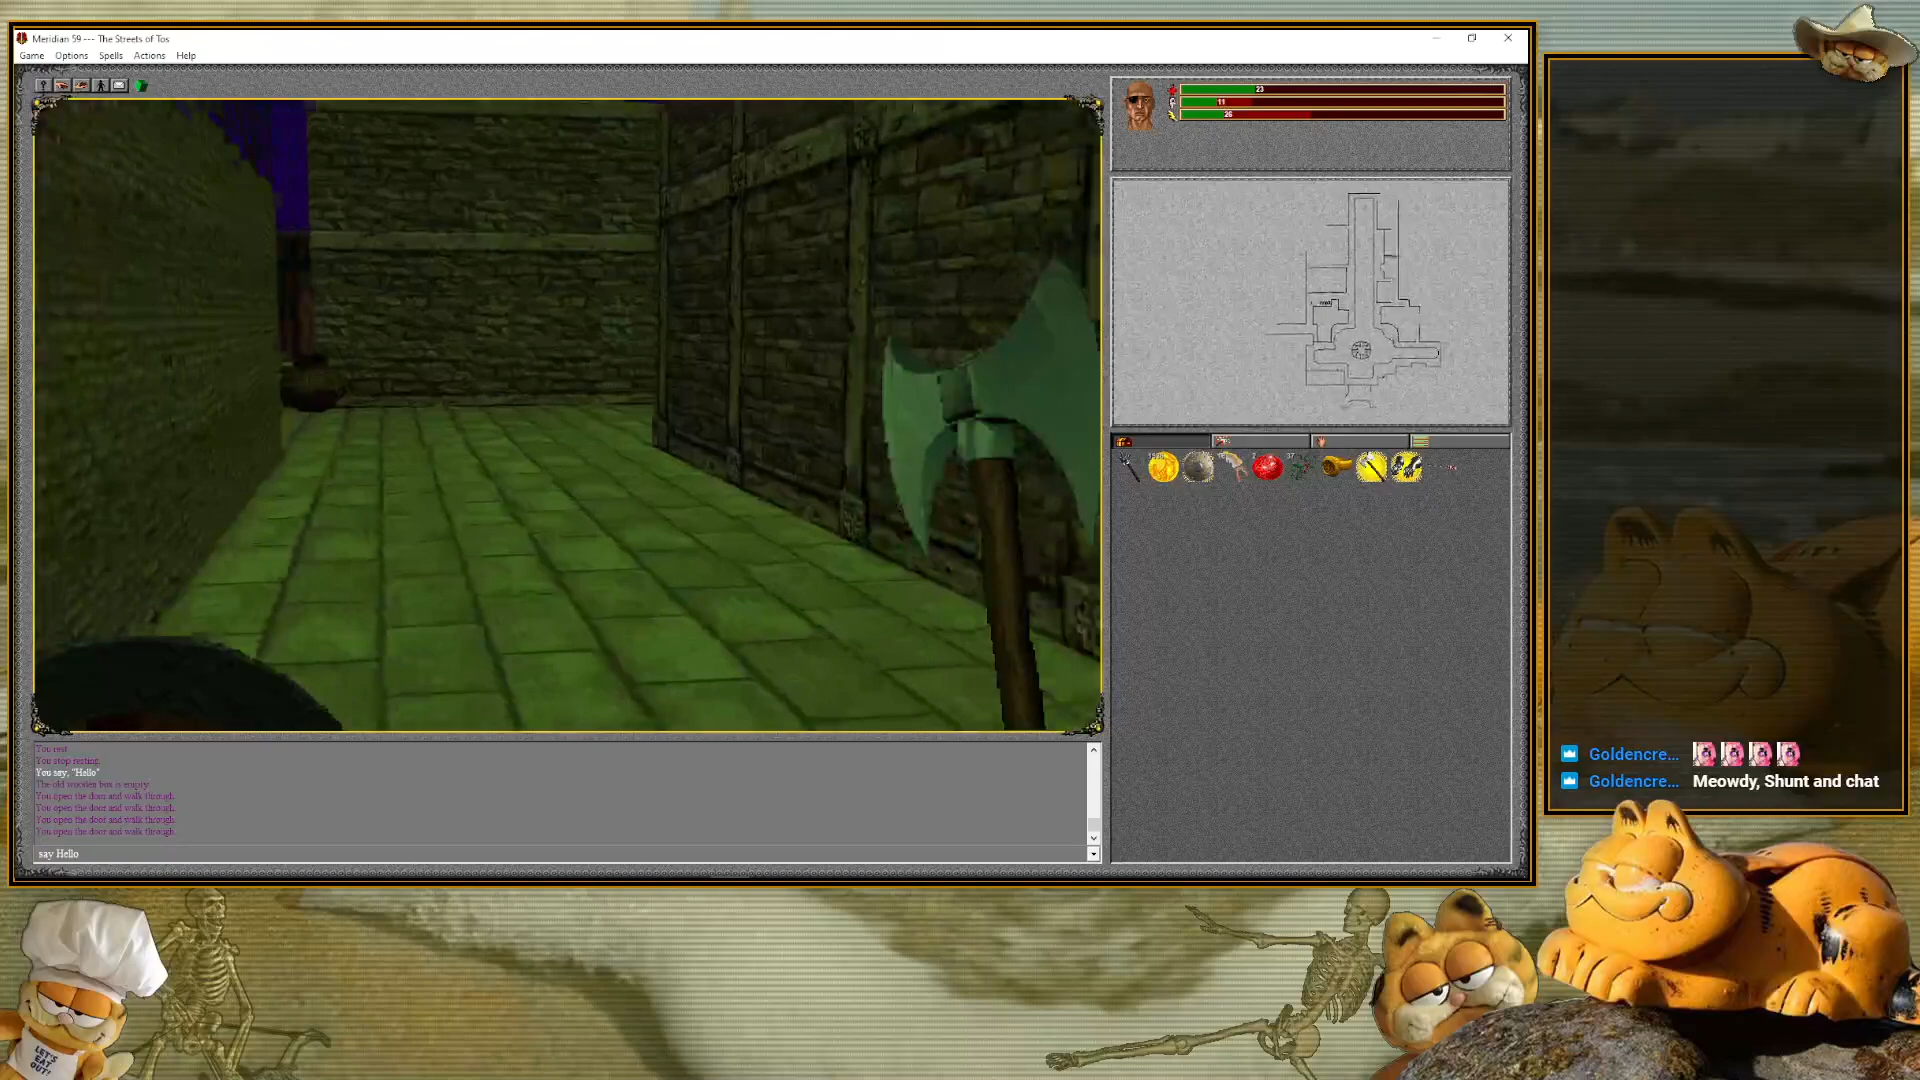 Meridian 59 --- The Streets of Tos
Game Options Spells Actions Help
23
11
26
You rest.
You stop resting.
You say, "Hello"
The old wooden box is empty.
You open the door and walk through.
You open the door and walk through.
You open the door and walk through.
You open the door and walk through.
say Hello
Goldencre...
Goldencre... Meowdy, Shunt and chat
LET'S
EAT
OUT!